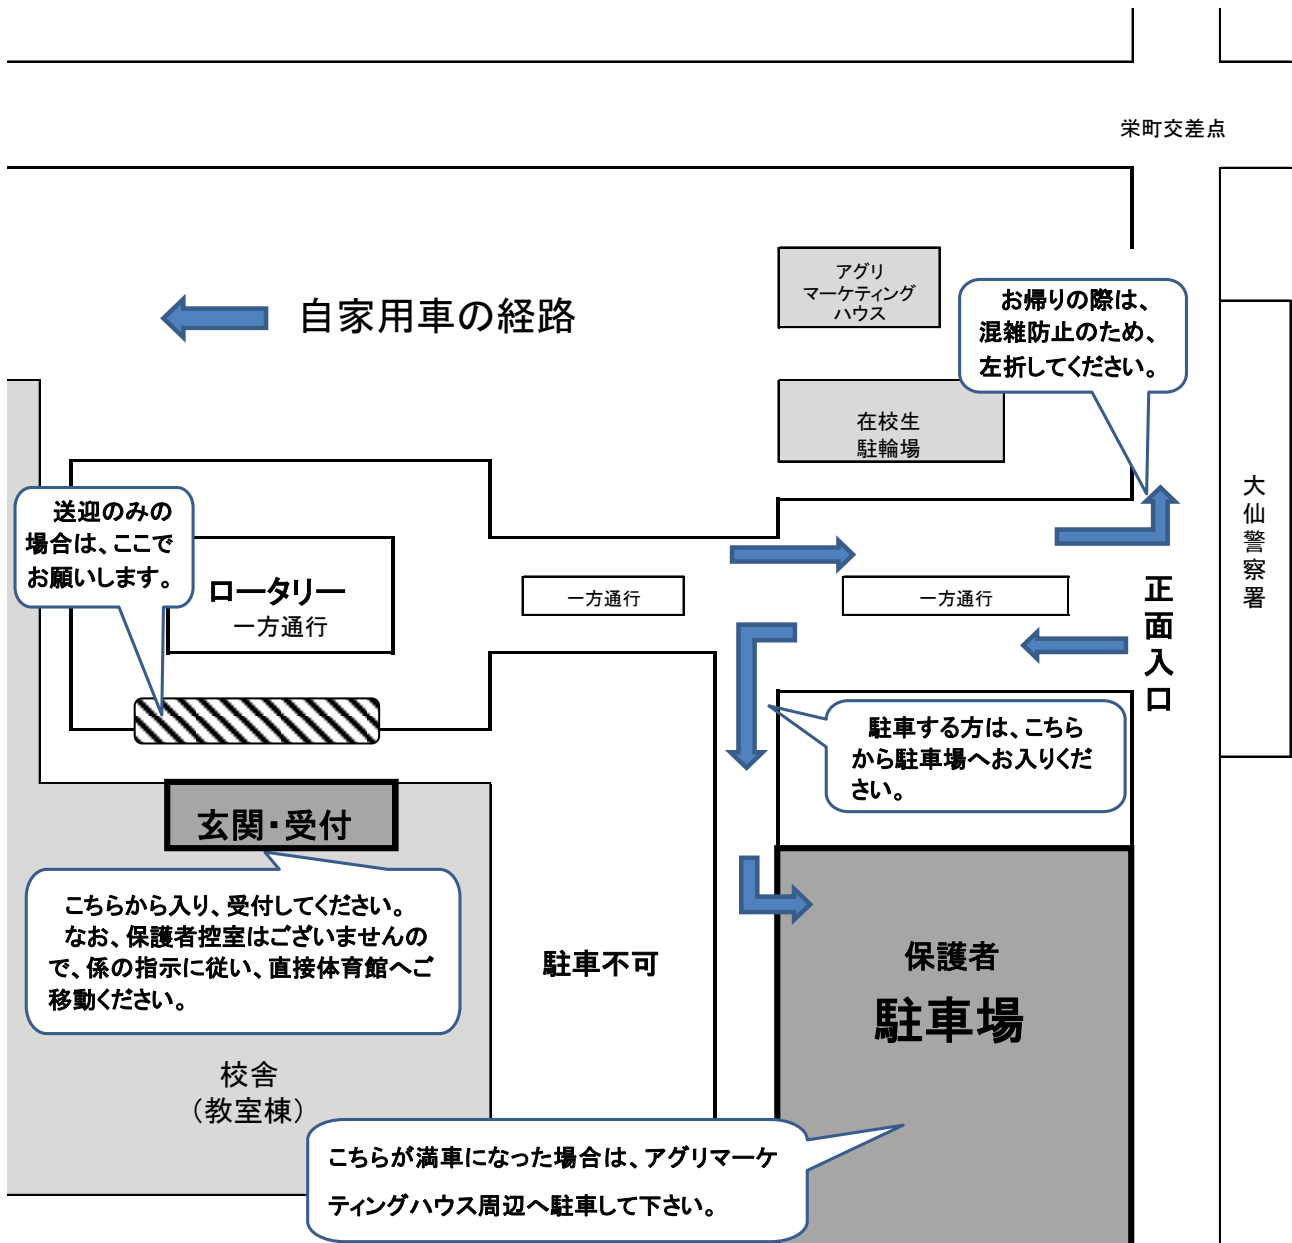 栄町交差点
アグリ
マーケティング
ハウス
自家用車の経路
お帰りの際は、
混雑防止のため、
左折してください。
在校生
駐輪場
大仙警察署
送迎のみの
場合は、ここで
お願いします。
ロータリー
一方通行
一方通行
一方通行
正面入口
駐車する方は、こちら
から駐車場へお入りくだ
さい。
玄関・受付
こちらから入り、受付してください。
なお、保護者控室はございませんの
で、係の指示に従い、直接体育館へご
移動ください。
駐車不可
保護者
駐車場
校舎
（教室棟）
こちらが満車になった場合は、アグリマーケ
ティングハウス周辺へ駐車して下さい。